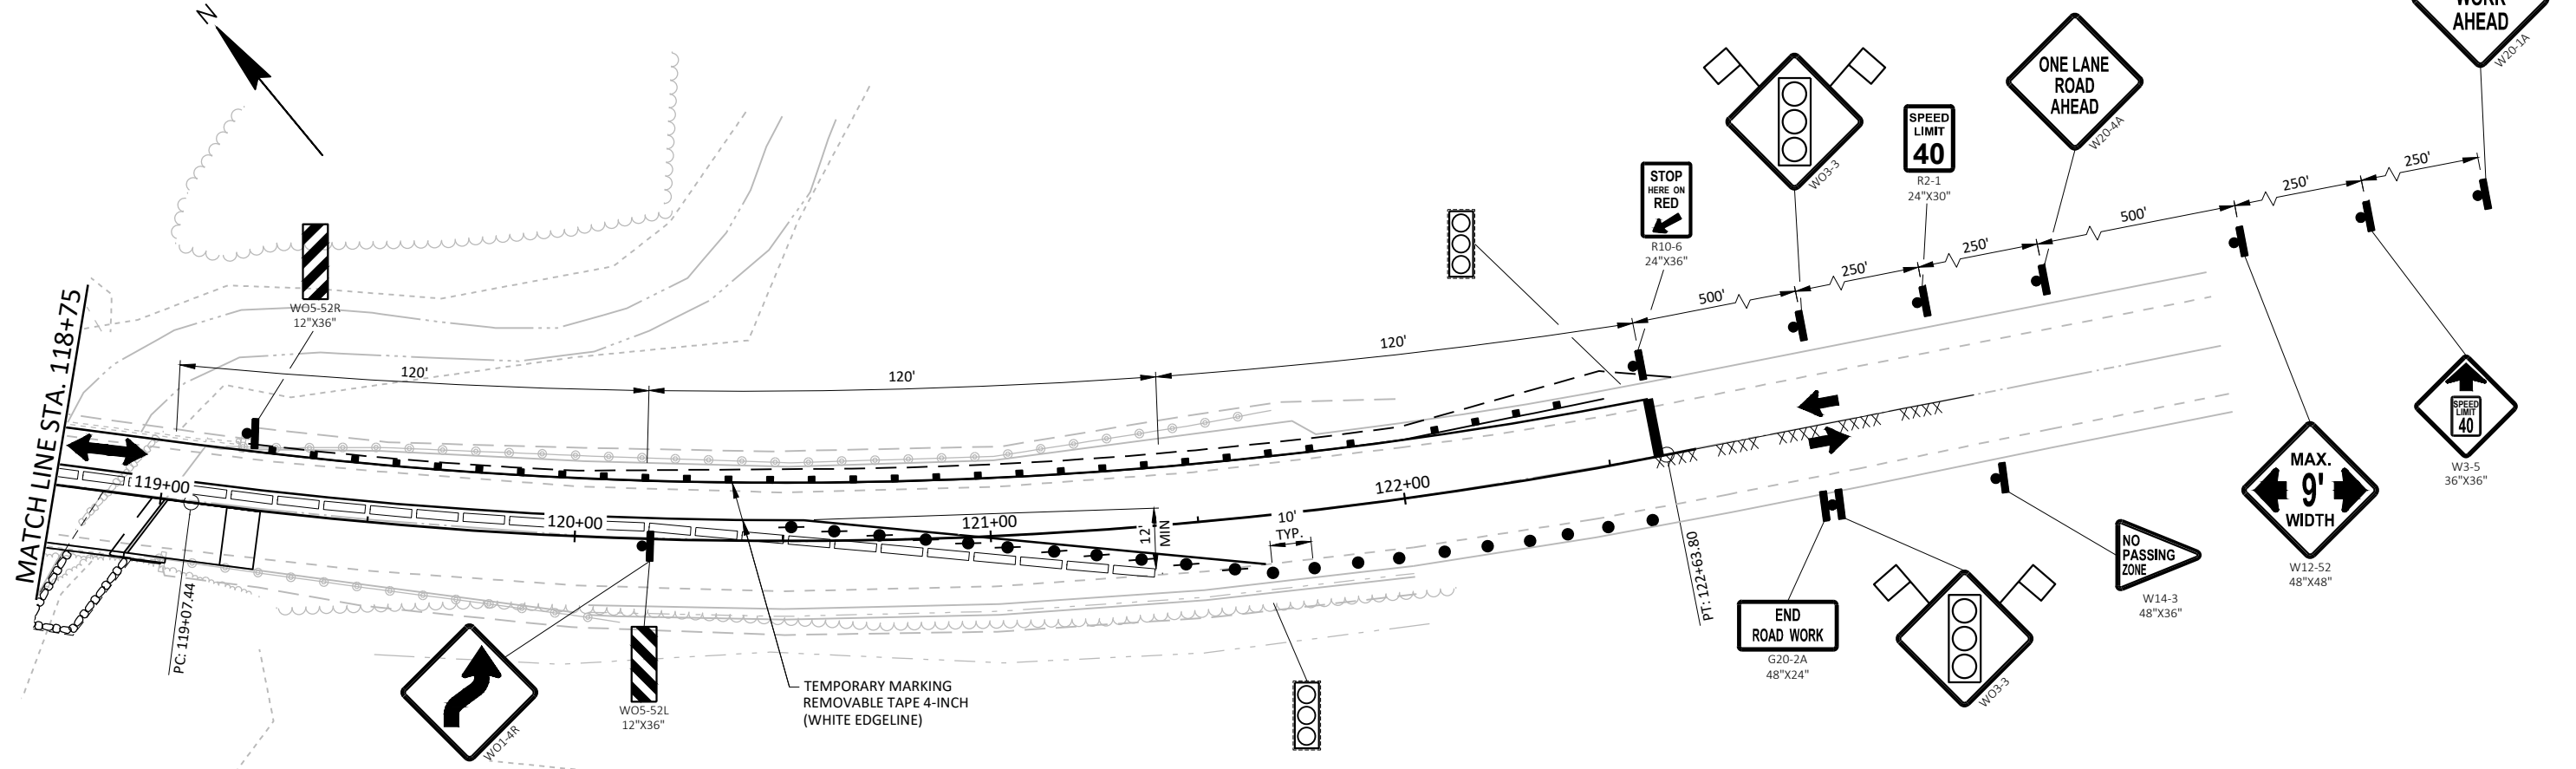 N
WORK
AHEAD
W20-1A
ONE LANE
ROAD
AHEAD
W20-4A
WO3-3
SPEED
LIMIT
40
R2-1
24"X30"
STOP
HERE ON
RED
R10-6
24"X36"
WO5-52R
12"X36"
MATCH LINE STA. 118+75
120'
120'
120'
500'
250'
250'
500'
250'
250'
119+00
120+00
121+00
122+00
12'
MIN
10'
TYP.
PC: 119+07.44
PT: 122+63.80
WO1-4R
WO5-52L
12"X36"
TEMPORARY MARKING
REMOVABLE TAPE 4-INCH
(WHITE EDGELINE)
END
ROAD WORK
G20-2A
48"X24"
WO3-3
NO
PASSING
ZONE
W14-3
48"X36"
MAX.
9'
WIDTH
W12-52
48"X48"
SPEED
LIMIT
40
W3-5
36"X36"